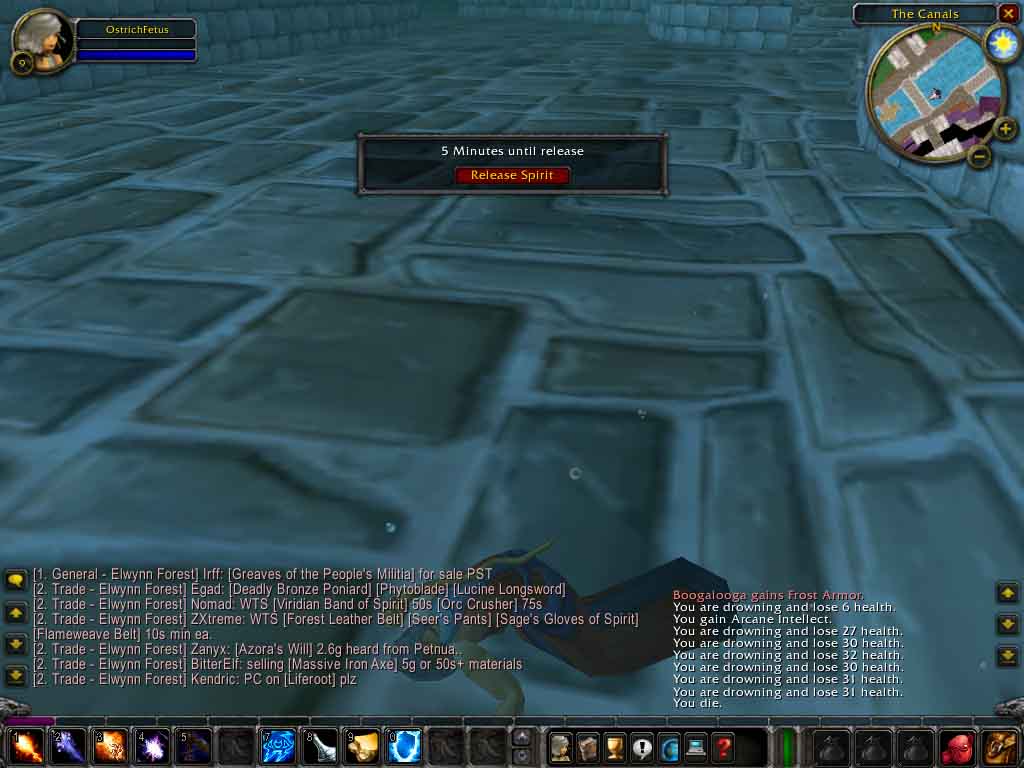 OstrichFetus
9
The Canals
N
5 Minutes until release
Release Spirit
[1. General - Elwynn Forest] Irff: [Greaves of the People's Militia] for sale PST
[2. Trade - Elwynn Forest] Egad: [Deadly Bronze Poniard] [Phytoblade] [Lucine Longsword]
[2. Trade - Elwynn Forest] Nomad: WTS [Viridian Band of Spirit] 50s [Orc Crusher] 75s
[2. Trade - Elwynn Forest] ZXtreme: WTS [Forest Leather Belt] [Seer's Pants] [Sage's Gloves of Spirit]
[Flameweave Belt] 10s min ea.
[2. Trade - Elwynn Forest] Zanyx: [Azora's Will] 2.6g heard from Petnua..
[2. Trade - Elwynn Forest] BitterElf: selling [Massive Iron Axe] 5g or 50s+ materials
[2. Trade - Elwynn Forest] Kendric: PC on [Liferoot] plz
Boogalooga gains Frost Armor.
You are drowning and lose 6 health.
You gain Arcane Intellect.
You are drowning and lose 27 health.
You are drowning and lose 30 health.
You are drowning and lose 32 health.
You are drowning and lose 30 health.
You are drowning and lose 31 health.
You are drowning and lose 31 health.
You die.
1 2 3 4 5 7 8 9 0